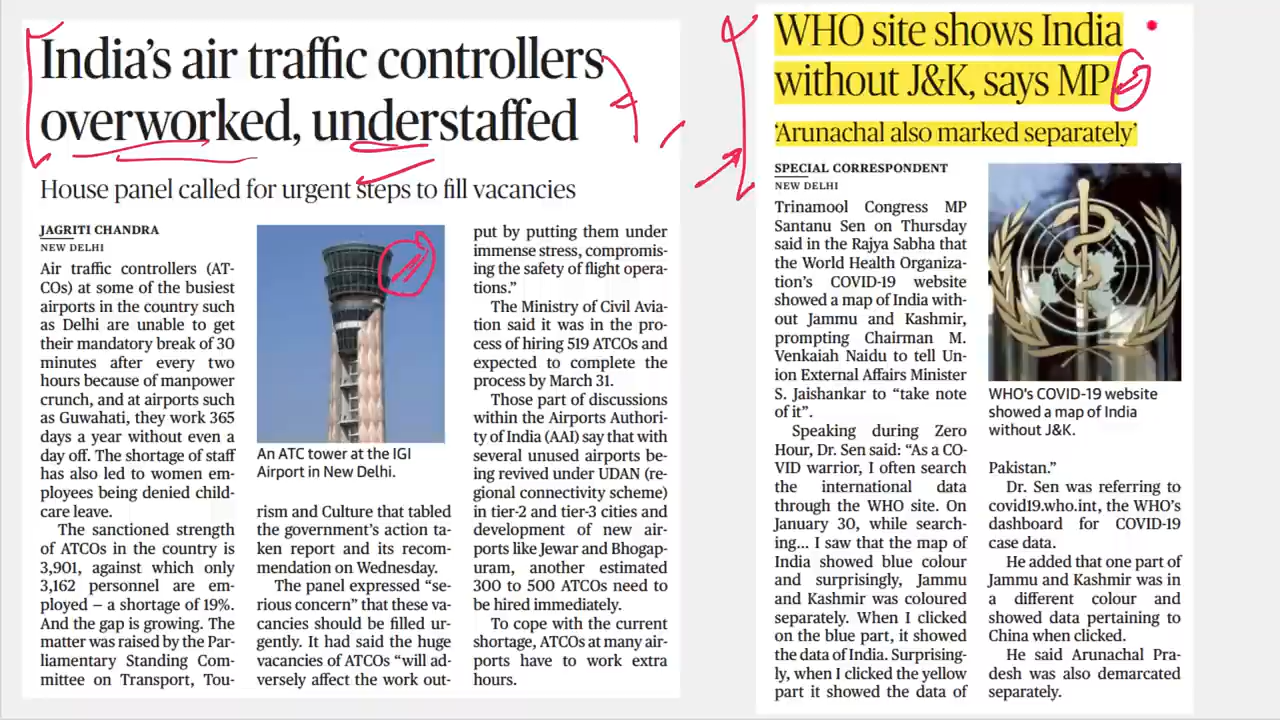 India's air traffic controllers
overworked, understaffed
House panel called for urgent steps to fill vacancies
JAGRITI CHANDRA
NEW DELHI
Air traffic controllers (AT-
COs) at some of the busiest
airports in the country such
as Delhi are unable to get
their mandatory break of 30
minutes after every two
hours because of manpower
crunch, and at airports such
as Guwahati, they work 365
days a year without even a
day off. The shortage of staff
has also led to women em-
ployees being denied child-
care leave.
The sanctioned strength
of ATCOs in the country is
3,901, against which only
3,162 personnel are em-
ployed – a shortage of 19%.
And the gap is growing. The
matter was raised by the Par-
liamentary Standing Com-
mittee on Transport, Tou-
An ATC tower at the IGI
Airport in New Delhi.
rism and Culture that tabled
the government's action ta-
ken report and its recom-
mendation on Wednesday.
The panel expressed "se-
rious concern" that these va-
cancies should be filled ur-
gently. It had said the huge
vacancies of ATCOs "will ad-
versely affect the work out-
put by putting them under
immense stress, compromis-
ing the safety of flight opera-
tions."
The Ministry of Civil Avia-
tion said it was in the pro-
cess of hiring 519 ATCOs and
expected to complete the
process by March 31.
Those part of discussions
within the Airports Authori-
ty of India (AAI) say that with
several unused airports be-
ing revived under UDAN (re-
gional connectivity scheme)
in tier-2 and tier-3 cities and
development of new air-
ports like Jewar and Bhogap-
uram, another estimated
300 to 500 ATCOs need to
be hired immediately.
To cope with the current
shortage, ATCOs at many air-
ports have to work extra
hours.
WHO site shows India
without J&K, says MP
'Arunachal also marked separately'
SPECIAL CORRESPONDENT
NEW DELHI
Trinamool Congress MP
Santanu Sen on Thursday
said in the Rajya Sabha that
the World Health Organiza-
tion's COVID-19 website
showed a map of India with-
out Jammu and Kashmir,
prompting Chairman M.
Venkaiah Naidu to tell Un-
ion External Affairs Minister
S. Jaishankar to "take note
of it".
Speaking during Zero
Hour, Dr. Sen said: "As a CO-
VID warrior, I often search
the international data
through the WHO site. On
January 30, while search-
ing... I saw that the map of
India showed blue colour
and surprisingly, Jammu
and Kashmir was coloured
separately. When I clicked
on the blue part, it showed
the data of India. Surprising-
ly, when I clicked the yellow
part it showed the data of
WHO's COVID-19 website
showed a map of India
without J&K.
Pakistan."
Dr. Sen was referring to
covid19.who.int, the WHO's
dashboard for COVID-19
case data.
He added that one part of
Jammu and Kashmir was in
a different colour and
showed data pertaining to
China when clicked.
He said Arunachal Pra-
desh was also demarcated
separately.